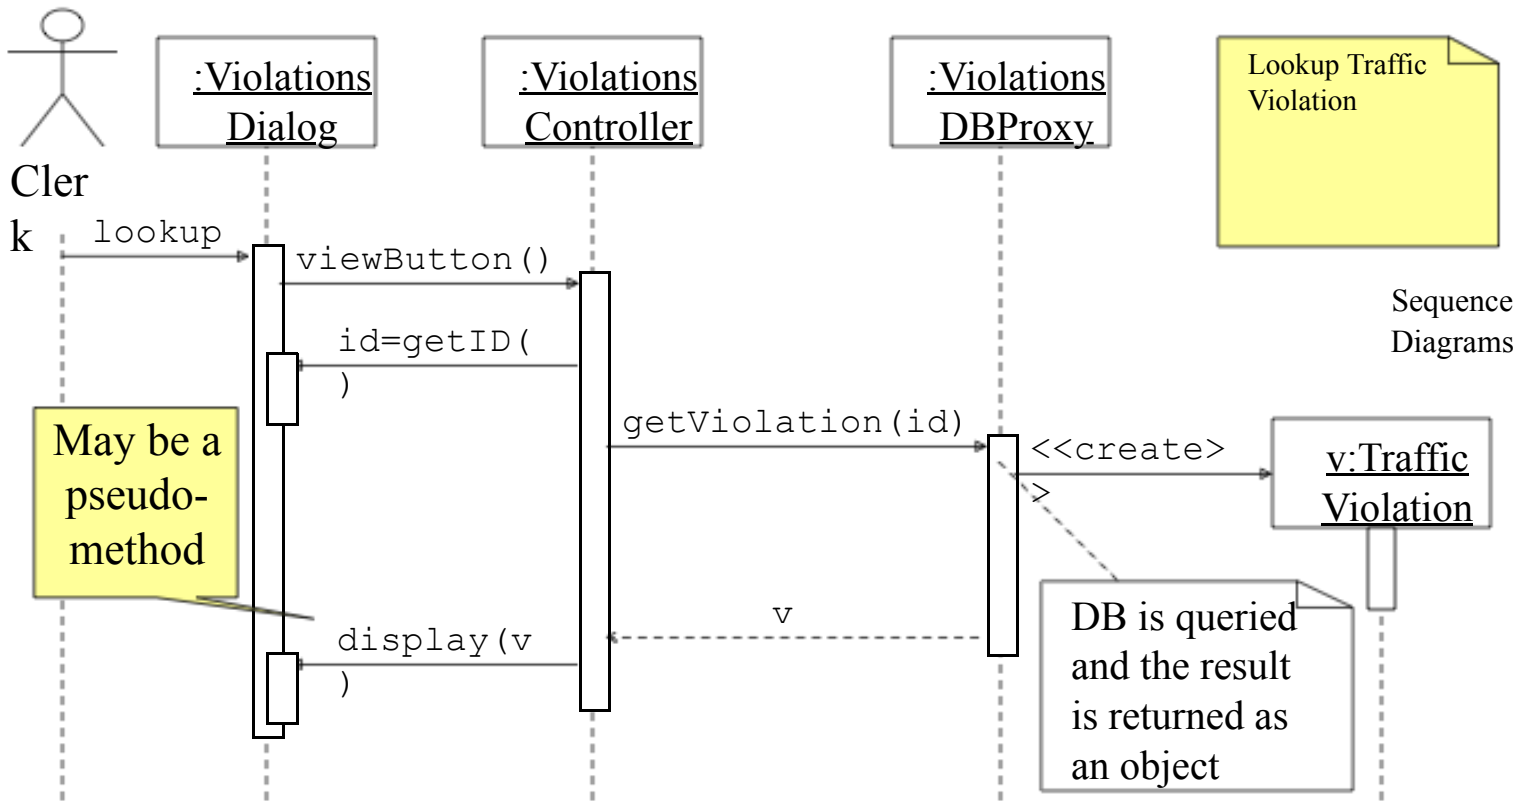 :Violations
Dialog
:Violations
Controller
:Violations
DBProxy
Lookup Traffic
Violation
Cler
k
lookup
viewButton()
id=getID(
)
Sequence
Diagrams
getViolation(id)
<<create>
>
v:Traffic
Violation
May be a
pseudo-
method
v
display(v
)
DB is queried
and the result
is returned as
an object